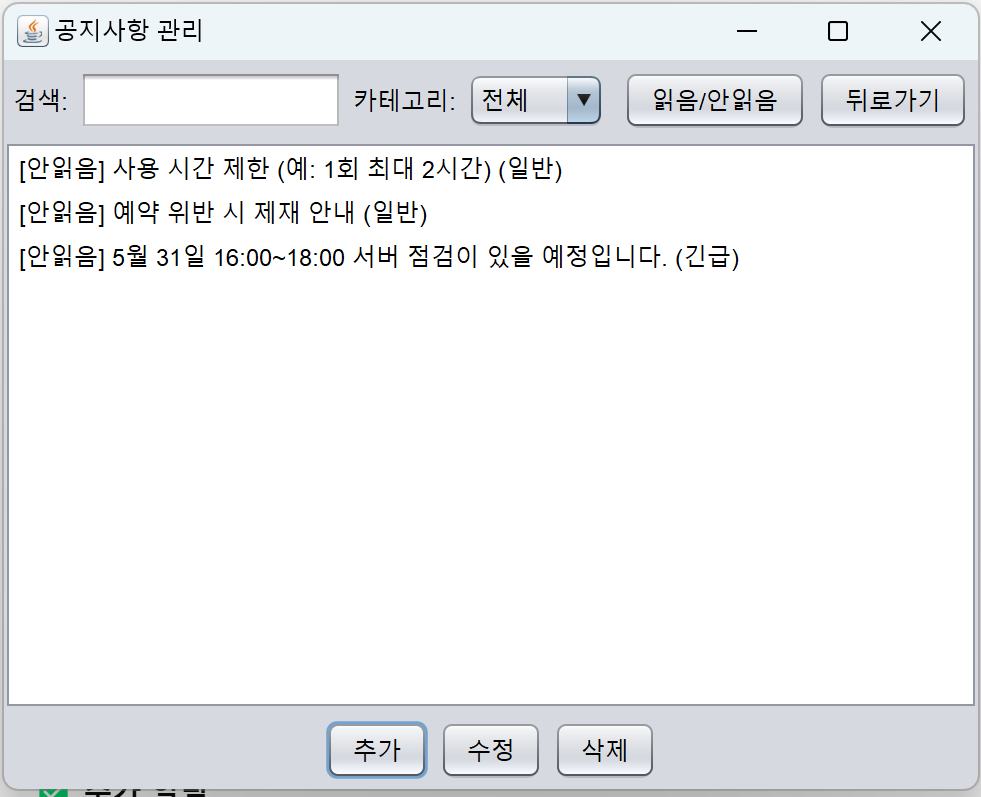 공지사항 관리
검색: 카테고리: 전체 읽음/안읽음 뒤로가기
[안읽음] 사용 시간 제한 (예: 1회 최대 2시간) (일반)
[안읽음] 예약 위반 시 제재 안내 (일반)
[안읽음] 5월 31일 16:00~18:00 서버 점검이 있을 예정입니다. (긴급)
추가 수정 삭제